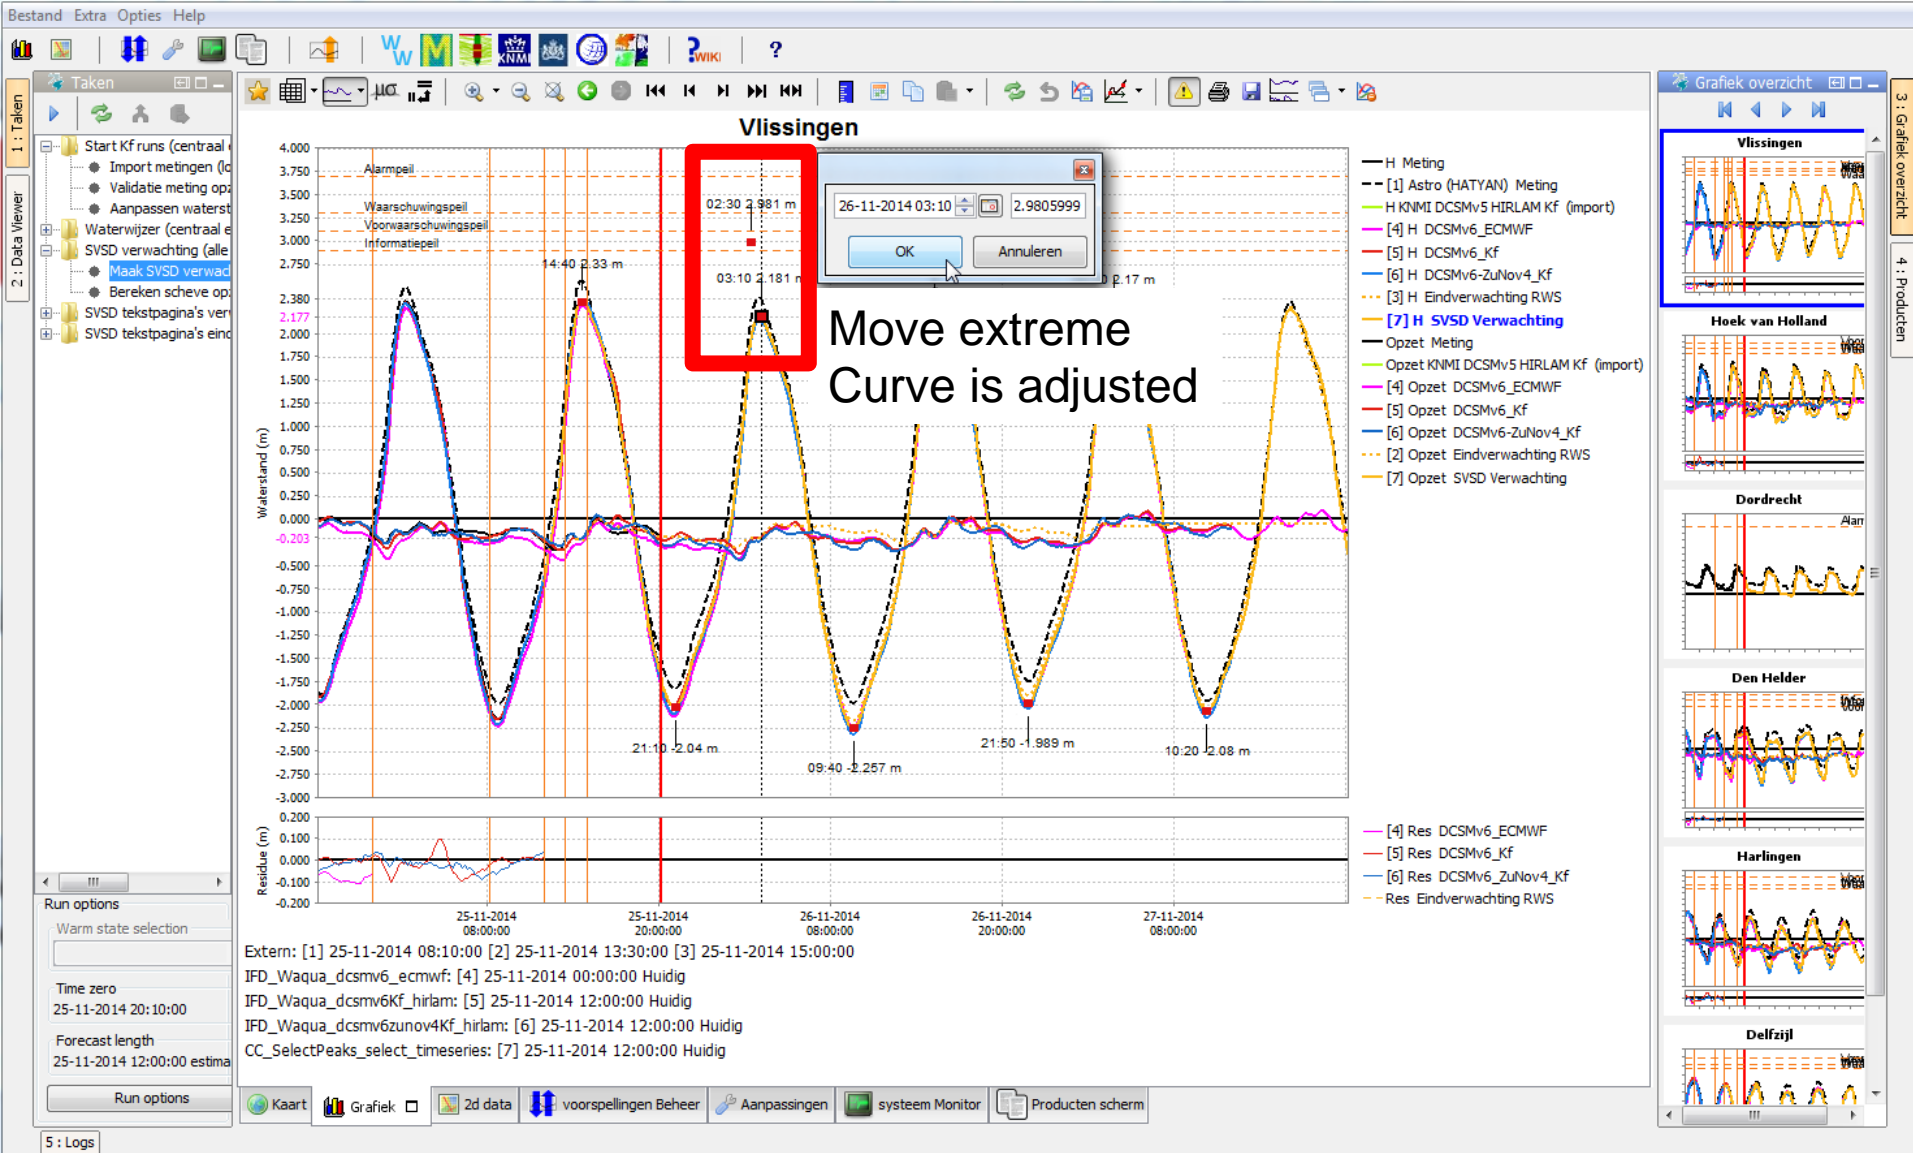 Bestand Extra Opties Help
WW
KNMI
WIKI
?
1 : Taken
2 : Data Viewer
Taken
Start Kf runs (centraal
Import metingen (lo
Validatie meting op
Aanpassen waterst
Waterwijzer (centraal e
SVSD verwachting (alle
Maak SVSD verwac
Bereken scheve op
SVSD tekstpagina's ver
SVSD tekstpagina's eind
Run options
Warm state selection
Time zero
25-11-2014 20:10:00
Forecast length
25-11-2014 12:00:00 estima
Run options
5 : Logs
μσ
Vlissingen
Waterstand (m)
4.000
3.750
3.500
3.250
3.000
2.750
2.380
2.177
2.000
1.750
1.500
1.250
1.000
0.750
0.500
0.250
0.000
-0.203
-0.500
-0.750
-1.000
-1.250
-1.500
-1.750
-2.000
-2.250
-2.500
-2.750
-3.000
Alarmpeil
Waarschuwingspeil
Voorwaarschuwingspeil
Informatiepeil
14:40 2.33 m
02:30 2.981 m
03:10 2.181 m
2.17 m
26-11-2014 03:10
2.9805999
OK
Annuleren
Move extreme
Curve is adjusted
21:10 -2.04 m
09:40 -2.257 m
21:50 -1.989 m
10:20 -2.08 m
H Meting
[1] Astro (HATYAN) Meting
H KNMI DCSMv5 HIRLAM Kf (import)
[4] H DCSMv6_ECMWF
[5] H DCSMv6_Kf
[6] H DCSMv6-ZuNov4_Kf
[3] H Eindverwachting RWS
[7] H SVSD Verwachting
Opzet Meting
Opzet KNMI DCSMv5 HIRLAM Kf (import)
[4] Opzet DCSMv6_ECMWF
[5] Opzet DCSMv6_Kf
[6] Opzet DCSMv6-ZuNov4_Kf
[2] Opzet Eindverwachting RWS
[7] Opzet SVSD Verwachting
Residue (m)
0.200
0.100
0.000
-0.100
-0.200
[4] Res DCSMv6_ECMWF
[5] Res DCSMv6_Kf
[6] Res DCSMv6_ZuNov4_Kf
Res Eindverwachting RWS
25-11-2014 08:00:00
25-11-2014 20:00:00
26-11-2014 08:00:00
26-11-2014 20:00:00
27-11-2014 08:00:00
Extern: [1] 25-11-2014 08:10:00 [2] 25-11-2014 13:30:00 [3] 25-11-2014 15:00:00
IFD_Waqua_dcsmv6_ecmwf: [4] 25-11-2014 00:00:00 Huidig
IFD_Waqua_dcsmv6Kf_hirlam: [5] 25-11-2014 12:00:00 Huidig
IFD_Waqua_dcsmv6zunov4Kf_hirlam: [6] 25-11-2014 12:00:00 Huidig
CC_SelectPeaks_select_timeseries: [7] 25-11-2014 12:00:00 Huidig
Kaart
Grafiek
2d data
voorspellingen Beheer
Aanpassingen
systeem Monitor
Producten scherm
Grafiek overzicht
Vlissingen
Hoek van Holland
Dordrecht
Alarm
Den Helder
Harlingen
Delfzijl
3 : Grafiek overzicht
4 : Producten